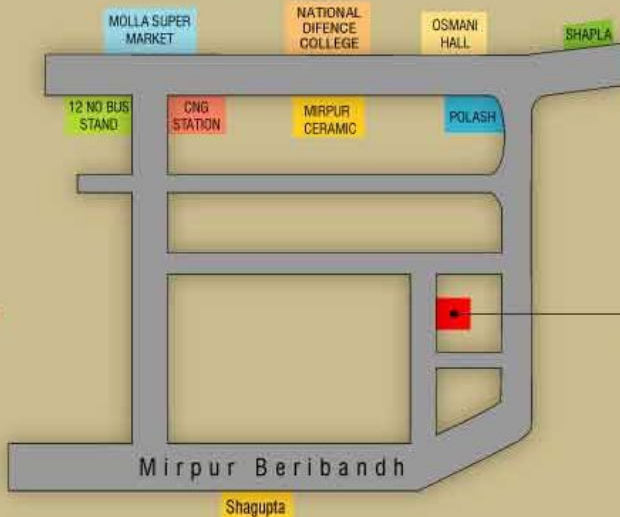 MOLLA SUPER
MARKET
NATIONAL
DIFENCE
COLLEGE
OSMANI
HALL
SHAPLA
12 NO BUS
STAND
CNG
STATION
MIRPUR
CERAMIC
POLASH
Mirpur Beribandh
Shagupta